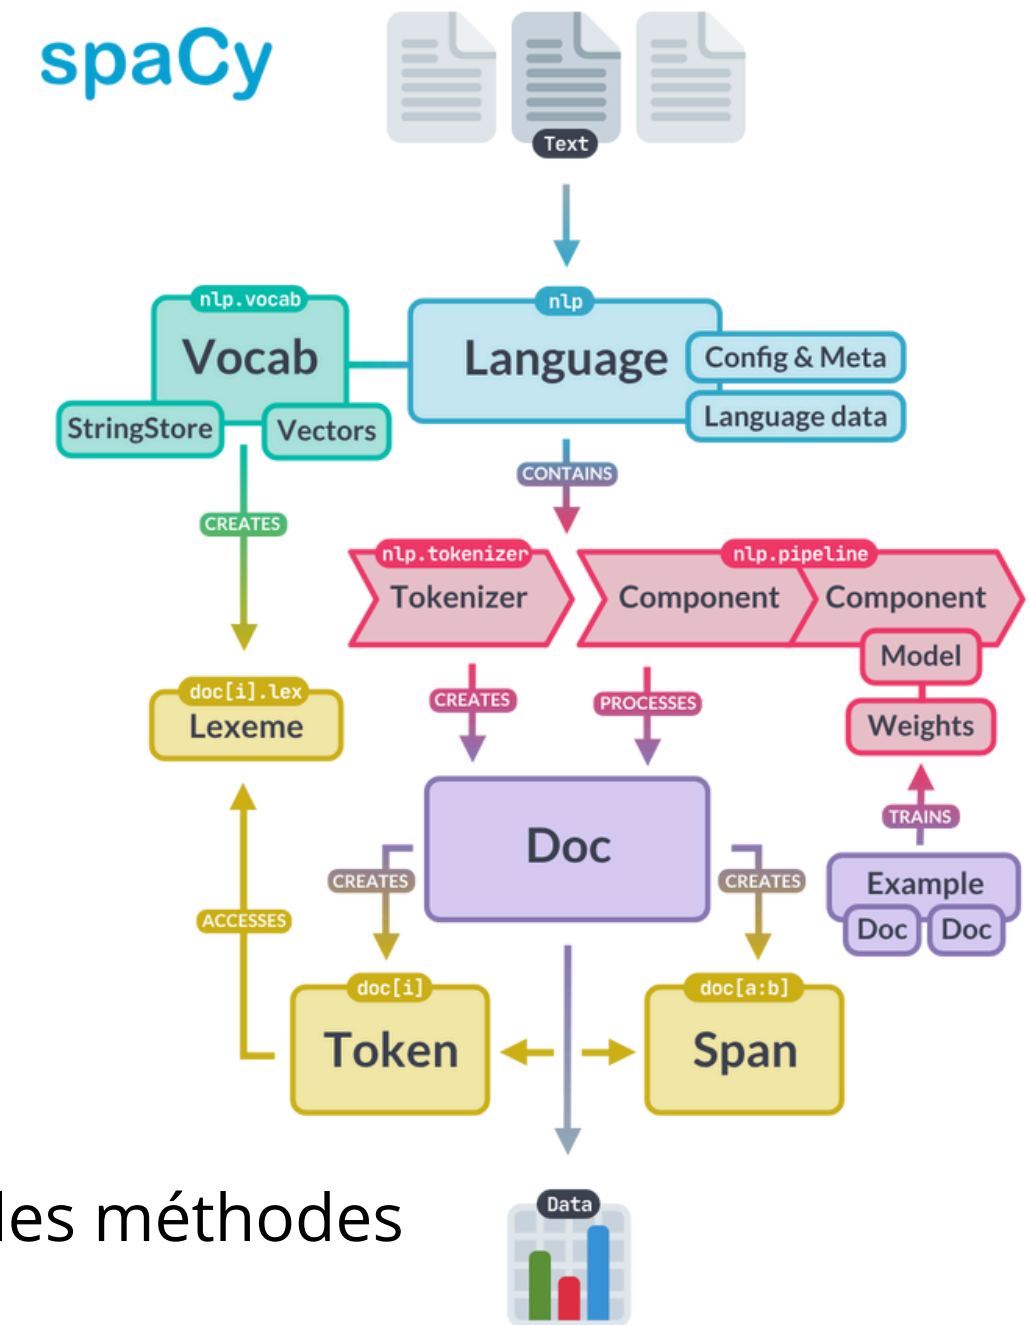 spaCy
Text
nlp.vocab
nlp
Vocab
Language
Config & Meta
Language data
StringStore
Vectors
CONTAINS
CREATES
nlp.tokenizer
nlp.pipeline
Tokenizer
Component
Component
Model
doc[i].lex
Lexeme
CREATES
PROCESSES
Weights
TRAINS
Doc
CREATES
CREATES
Example
Doc
Doc
ACCESSES
doc[i]
doc[a:b]
Token
Span
Data
les méthodes